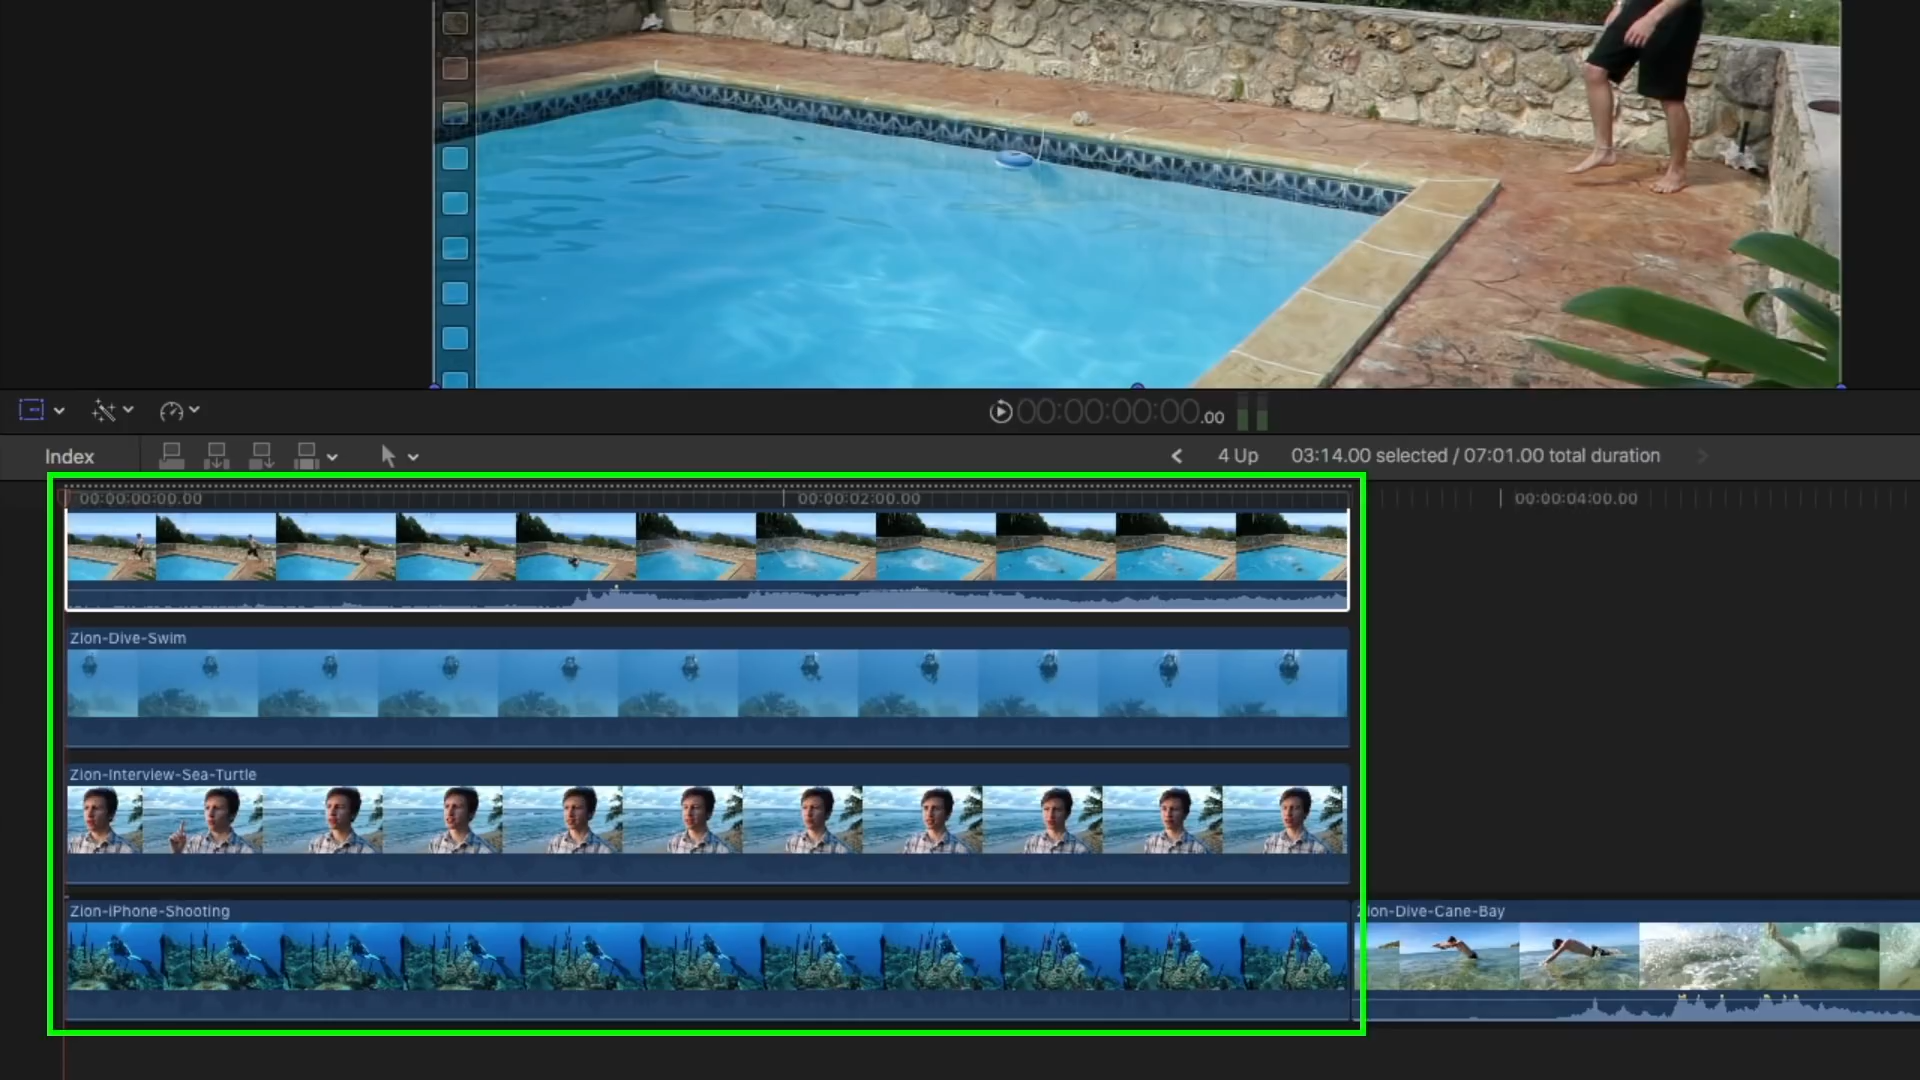 00:00:00:00.00
Index
4 Up
03:14.00 selected / 07:01.00 total duration
00:00:00:00.00
00:00:02:00.00
00:00:04:00.00
Zion-Dive-Swim
Zion-Interview-Sea-Turtle
Zion-iPhone-Shooting
Zion-Dive-Cane-Bay